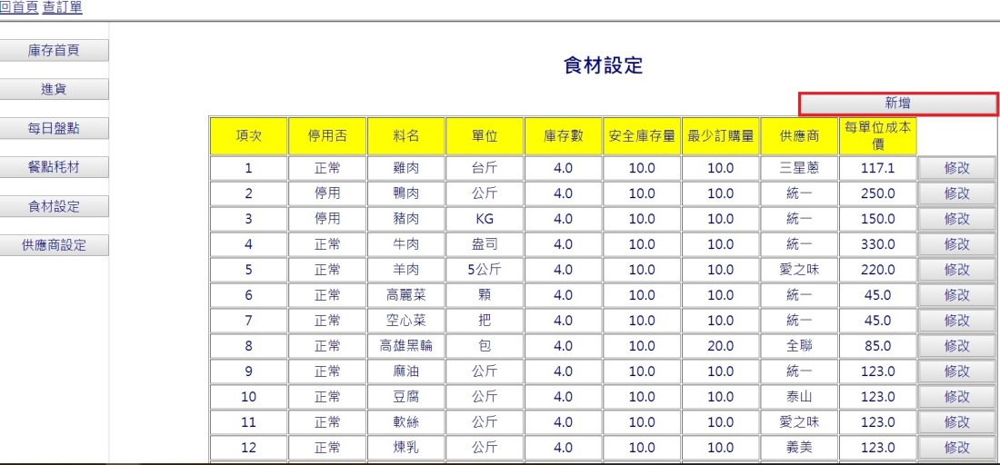 回首頁 查訂單
庫存首頁
進貨
每日盤點
餐點秏材
食材設定
供應商設定
食材設定
新增
項次 停用否 料名 單位 庫存數 安全庫存量 最少訂購量 供應商 每單位成本
價
1 正常 雞肉 台斤 4.0 10.0 10.0 三星蔥 117.1 修改
2 停用 鴨肉 公斤 4.0 10.0 10.0 統一 250.0 修改
3 停用 豬肉 KG 4.0 10.0 10.0 統一 150.0 修改
4 正常 牛肉 盎司 4.0 10.0 10.0 統一 330.0 修改
5 正常 羊肉 5公斤 4.0 10.0 10.0 愛之味 220.0 修改
6 正常 高麗菜 顆 4.0 10.0 10.0 統一 45.0 修改
7 正常 空心菜 把 4.0 10.0 10.0 統一 45.0 修改
8 正常 高雄黑輪 包 4.0 10.0 20.0 全聯 85.0 修改
9 正常 麻油 公斤 4.0 10.0 10.0 統一 123.0 修改
10 正常 豆腐 公斤 4.0 10.0 10.0 泰山 123.0 修改
11 正常 軟絲 公斤 4.0 10.0 10.0 愛之味 123.0 修改
12 正常 煉乳 公斤 4.0 10.0 10.0 義美 123.0 修改